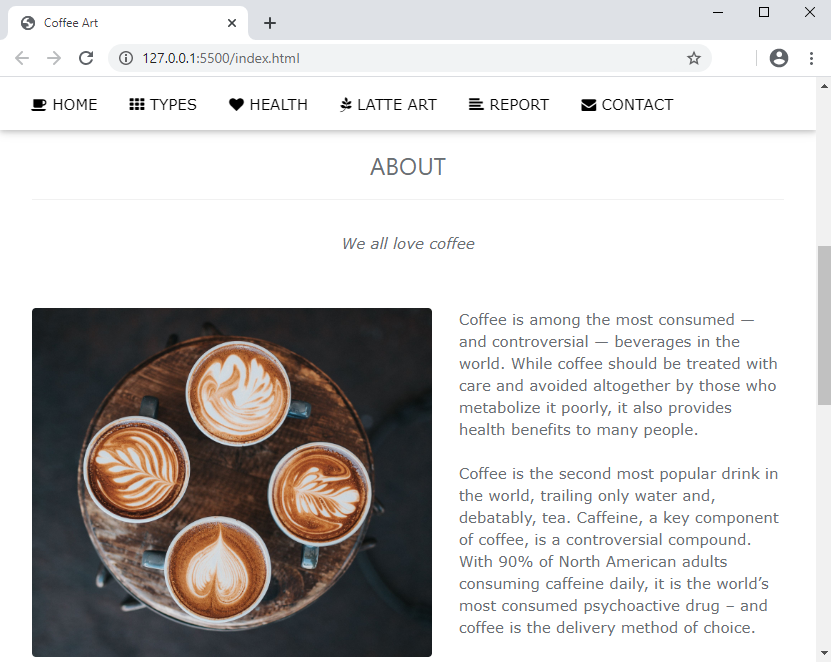 Coffee Art
127.0.0.1:5500/index.html
HOME TYPES HEALTH LATTE ART REPORT CONTACT
ABOUT
We all love coffee
Coffee is among the most consumed —
and controversial — beverages in the
world. While coffee should be treated with
care and avoided altogether by those who
metabolize it poorly, it also provides
health benefits to many people.
Coffee is the second most popular drink in
the world, trailing only water and,
debatably, tea. Caffeine, a key component
of coffee, is a controversial compound.
With 90% of North American adults
consuming caffeine daily, it is the world’s
most consumed psychoactive drug – and
coffee is the delivery method of choice.